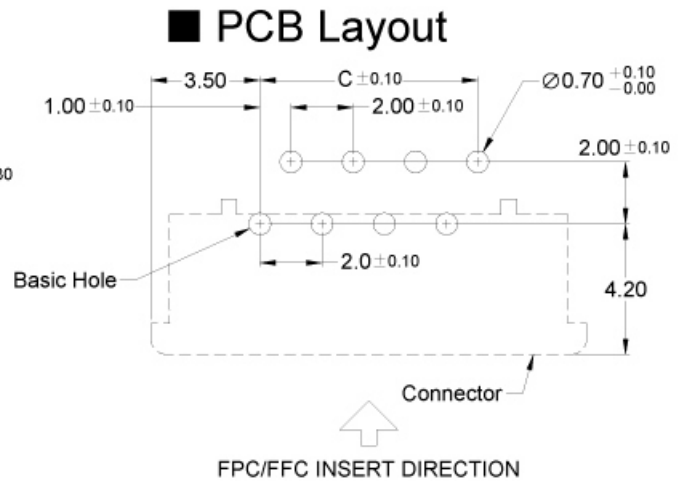 ■ PCB Layout
3.50
C±0.10
Ø0.70 +0.10 −0.00
1.00±0.10
2.00±0.10
2.00±0.10
30
2.0±0.10
Basic Hole
4.20
Connector
FPC/FFC INSERT DIRECTION